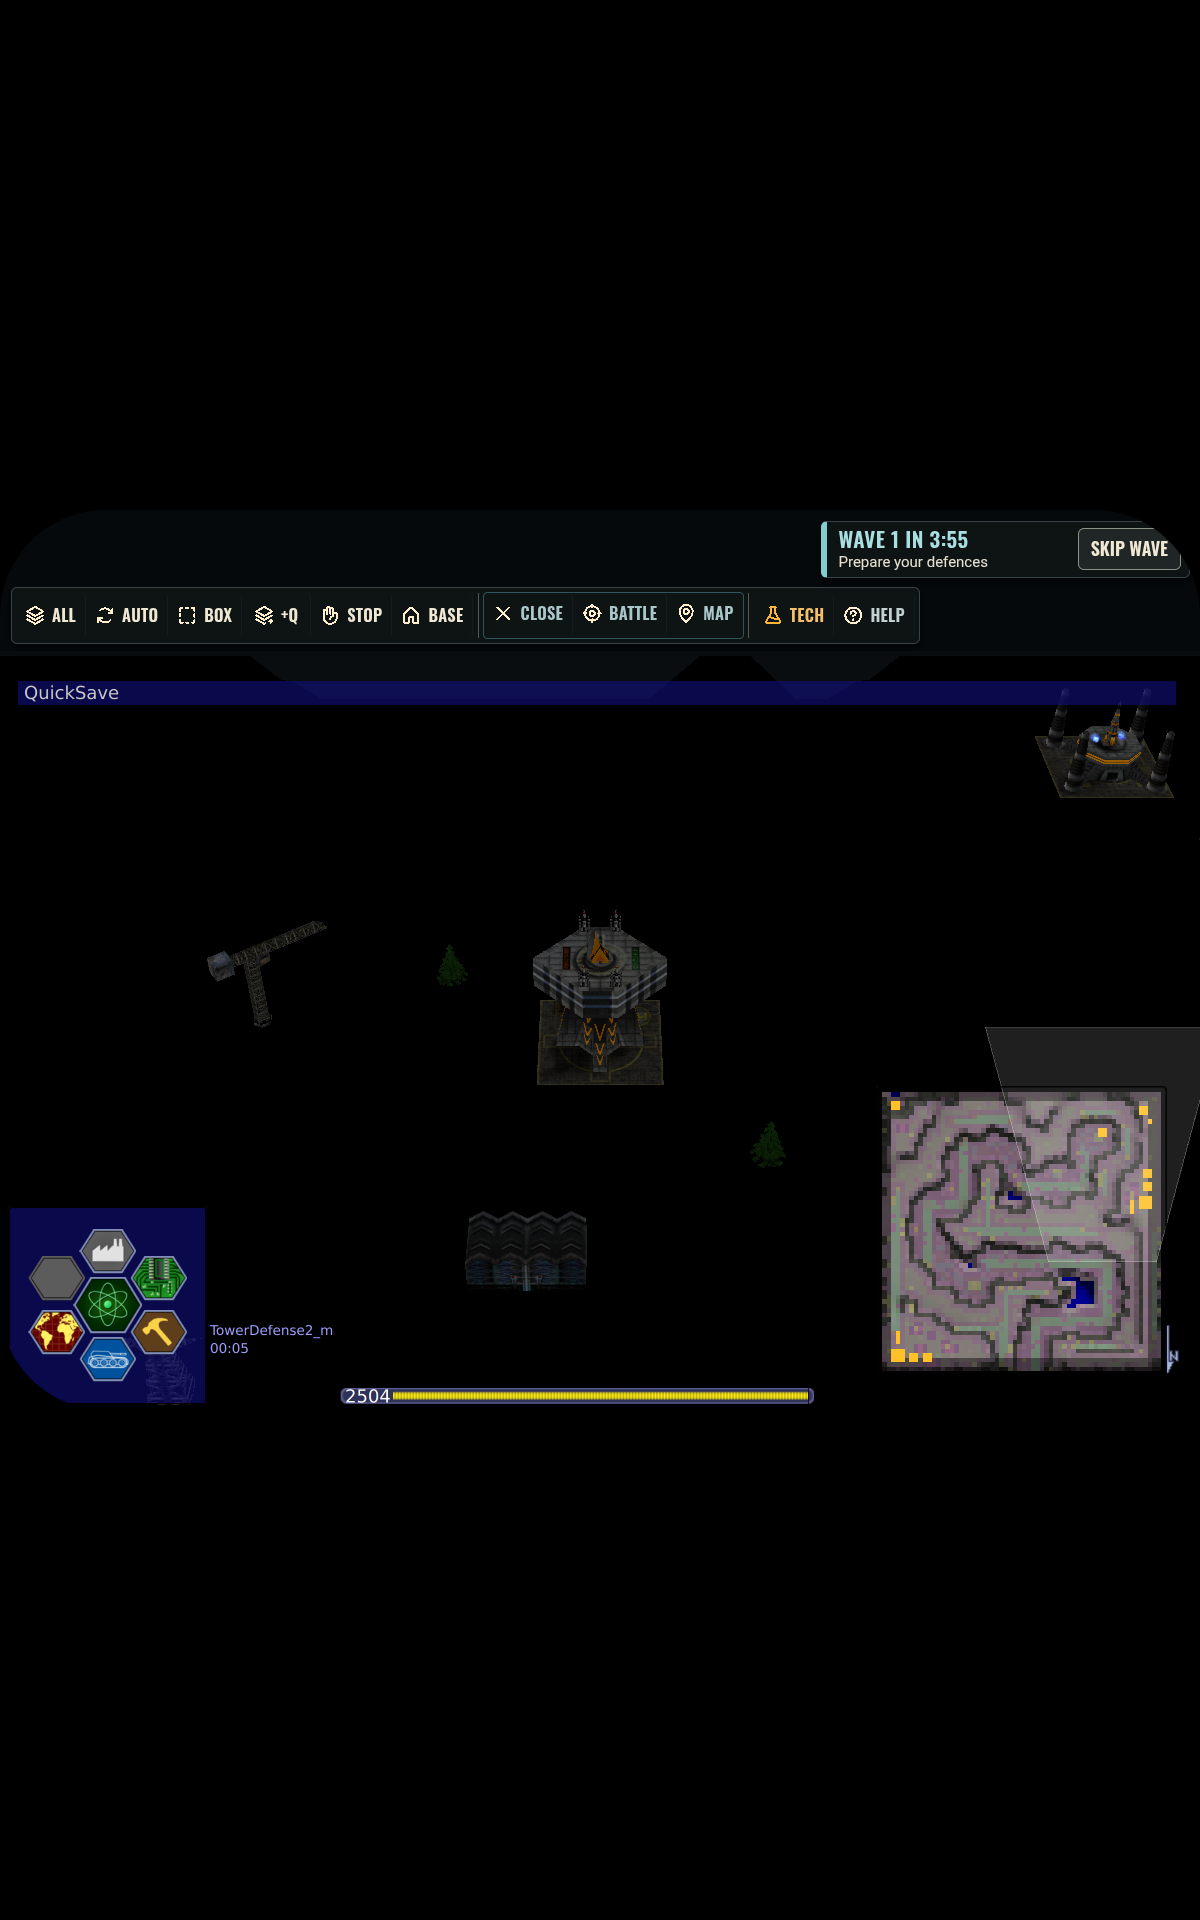 WAVE 1 IN 3:55
Prepare your defences
SKIP WAVE
ALL AUTO BOX +Q STOP BASE CLOSE BATTLE MAP TECH HELP
QuickSave
TowerDefense2_m
00:05
2504
N